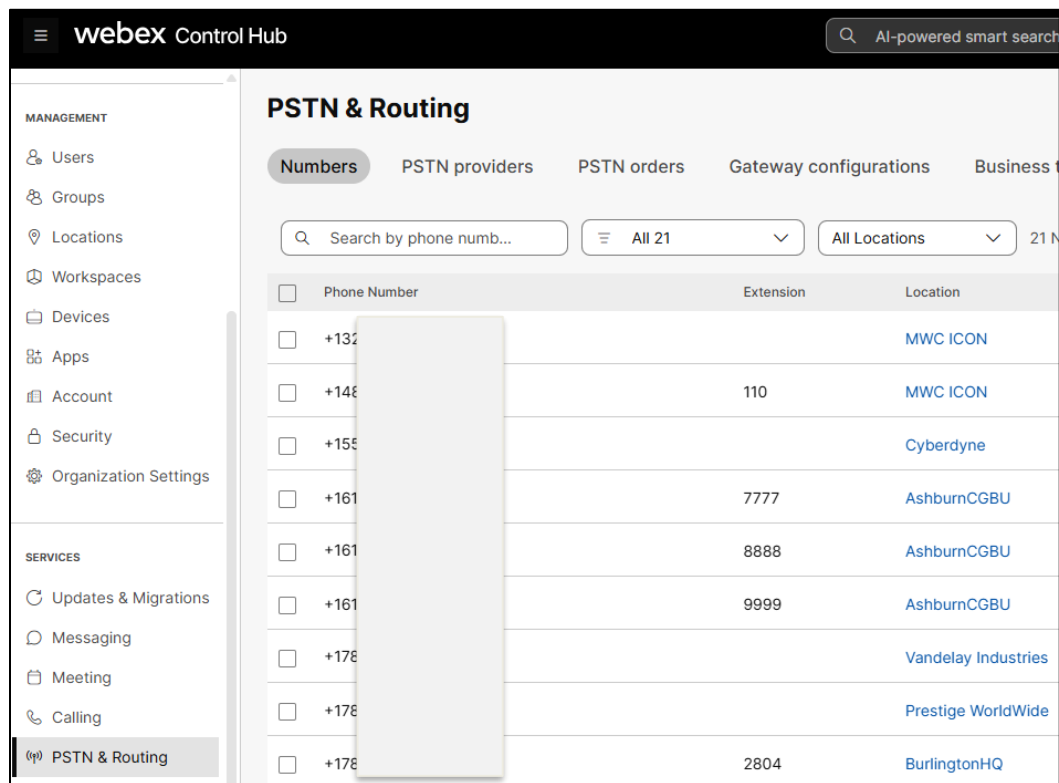 webex Control Hub
AI-powered smart search
MANAGEMENT
Users
Groups
Locations
Workspaces
Devices
Apps
Account
Security
Organization Settings
SERVICES
Updates & Migrations
Messaging
Meeting
Calling
PSTN & Routing
PSTN & Routing
Numbers PSTN providers PSTN orders Gateway configurations Business
Search by phone numb... All 21 All Locations 21
Phone Number Extension Location
+132 MWC ICON
+148 110 MWC ICON
+155 Cyberdyne
+161 7777 AshburnCGBU
+161 8888 AshburnCGBU
+161 9999 AshburnCGBU
+178 Vandelay Industries
+178 Prestige WorldWide
+178 2804 BurlingtonHQ